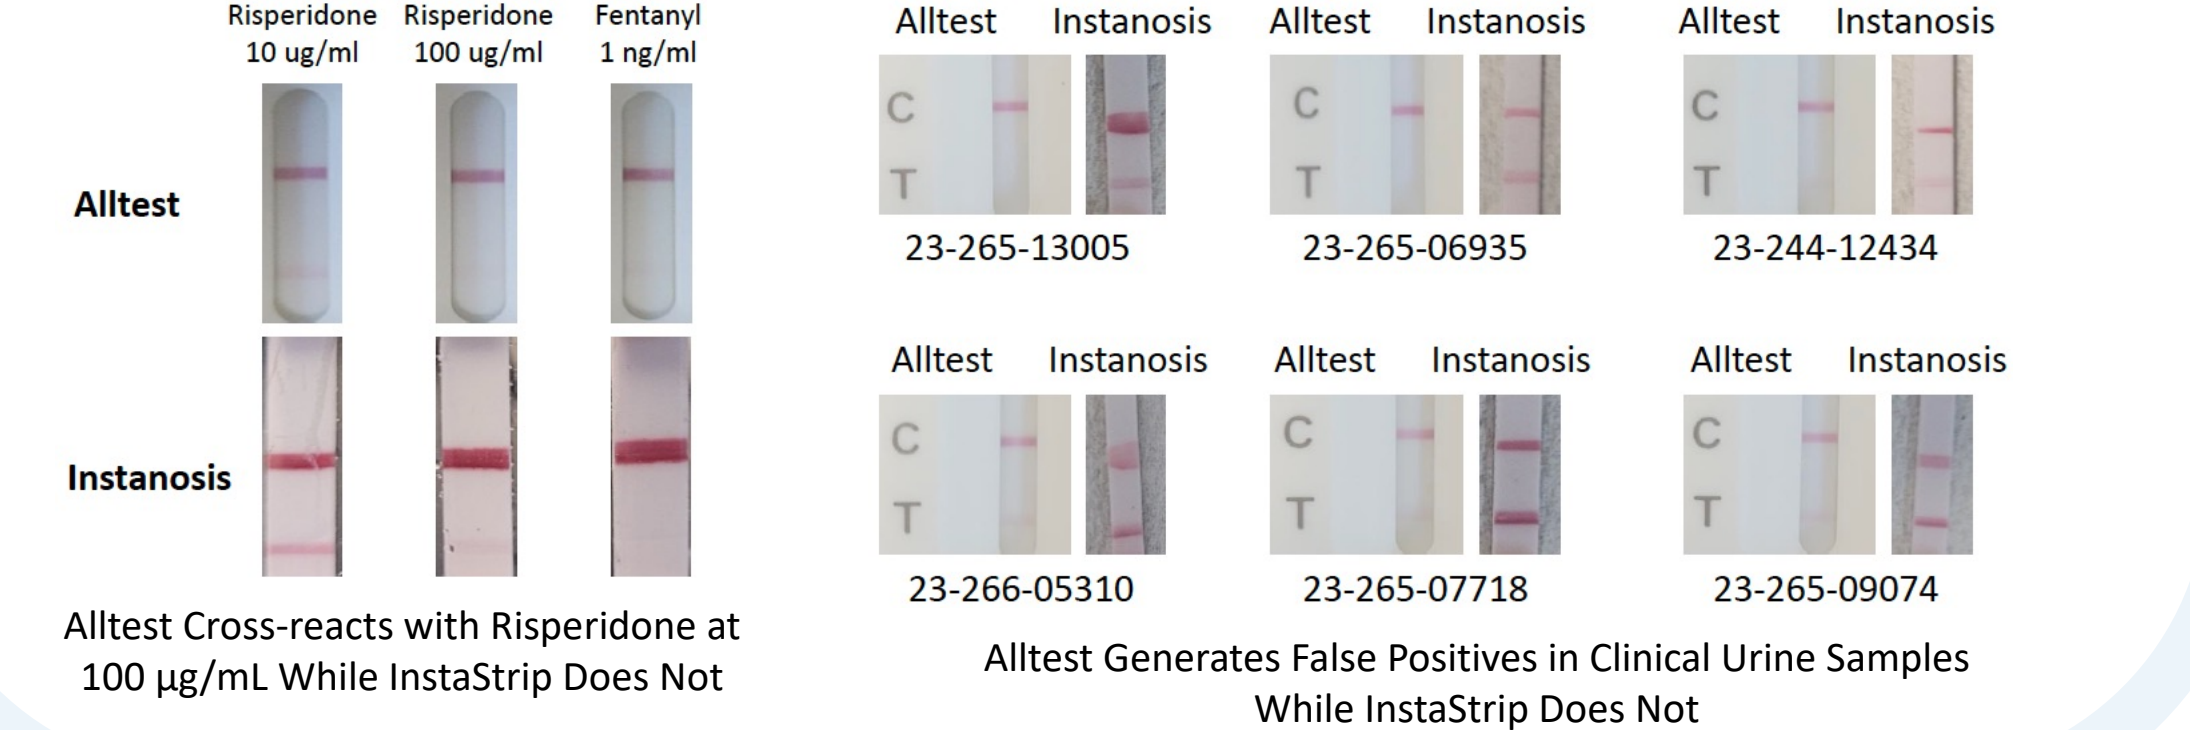 Risperidone Risperidone Fentanyl
10 ug/ml 100 ug/ml 1 ng/ml
Alltest
Instanosis
Alltest Cross-reacts with Risperidone at
100 µg/mL While InstaStrip Does Not
Alltest Instanosis Alltest Instanosis Alltest Instanosis
C C C
T T T
23-265-13005 23-265-06935 23-244-12434
Alltest Instanosis Alltest Instanosis Alltest Instanosis
C C C
T T T
23-266-05310 23-265-07718 23-265-09074
Alltest Generates False Positives in Clinical Urine Samples
While InstaStrip Does Not